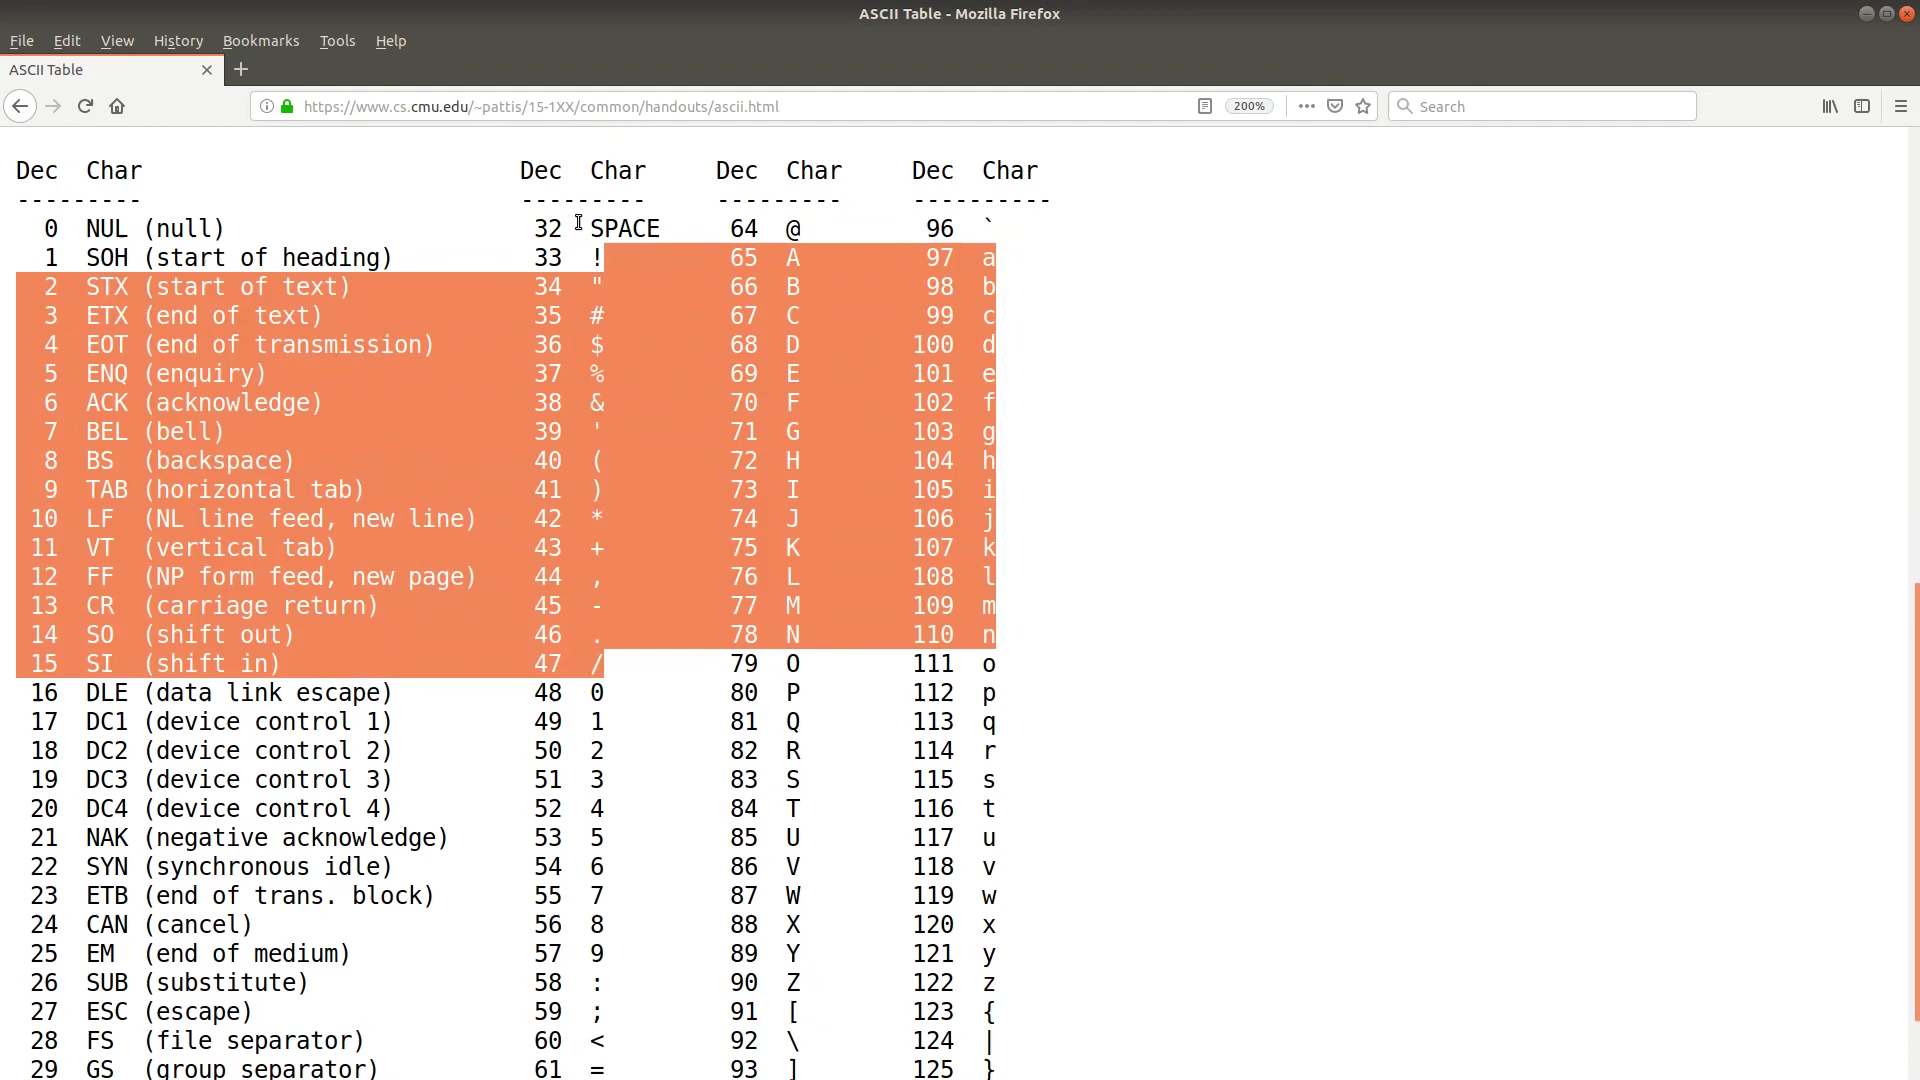 ASCII Table - Mozilla Firefox
File Edit View History Bookmarks Tools Help
ASCII Table
https://www.cs.cmu.edu/~pattis/15-1XX/common/handouts/ascii.html 200% Search
Dec Char Dec Char Dec Char Dec Char
--------- --------- --------- ----------
0 NUL (null) 32 SPACE 64 @ 96 `
1 SOH (start of heading) 33 ! 65 A 97 a
2 STX (start of text) 34 " 66 B 98 b
3 ETX (end of text) 35 # 67 C 99 c
4 EOT (end of transmission) 36 $ 68 D 100 d
5 ENQ (enquiry) 37 % 69 E 101 e
6 ACK (acknowledge) 38 & 70 F 102 f
7 BEL (bell) 39 ' 71 G 103 g
8 BS (backspace) 40 ( 72 H 104 h
9 TAB (horizontal tab) 41 ) 73 I 105 i
10 LF (NL line feed, new line) 42 * 74 J 106 j
11 VT (vertical tab) 43 + 75 K 107 k
12 FF (NP form feed, new page) 44 , 76 L 108 l
13 CR (carriage return) 45 - 77 M 109 m
14 SO (shift out) 46 . 78 N 110 n
15 SI (shift in) 47 / 79 O 111 o
16 DLE (data link escape) 48 0 80 P 112 p
17 DC1 (device control 1) 49 1 81 Q 113 q
18 DC2 (device control 2) 50 2 82 R 114 r
19 DC3 (device control 3) 51 3 83 S 115 s
20 DC4 (device control 4) 52 4 84 T 116 t
21 NAK (negative acknowledge) 53 5 85 U 117 u
22 SYN (synchronous idle) 54 6 86 V 118 v
23 ETB (end of trans. block) 55 7 87 W 119 w
24 CAN (cancel) 56 8 88 X 120 x
25 EM (end of medium) 57 9 89 Y 121 y
26 SUB (substitute) 58 : 90 Z 122 z
27 ESC (escape) 59 ; 91 [ 123 {
28 FS (file separator) 60 < 92 \ 124 |
29 GS (group separator) 61 = 93 ] 125 }